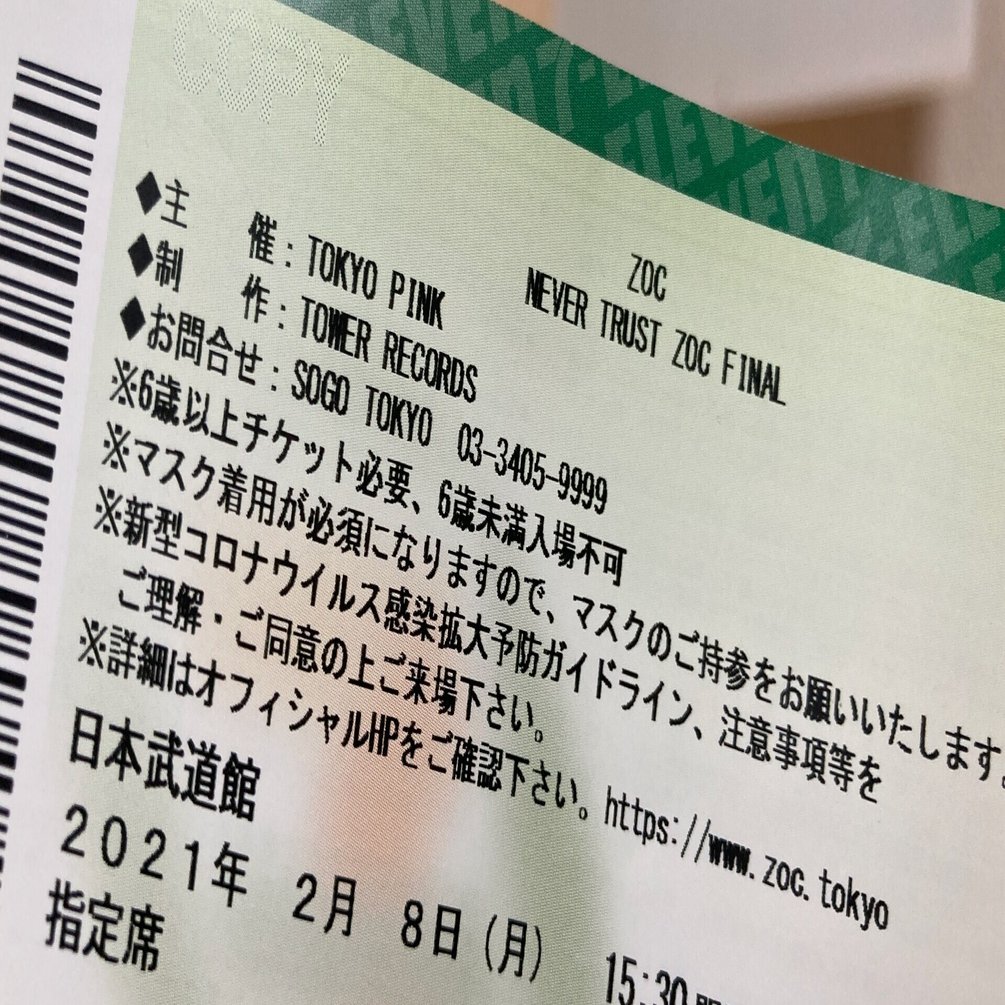 COPY
ZOC
NEVER TRUST ZOC FINAL
◆主　　催：TOKYO PINK
◆制　　作：TOWER RECORDS
◆お問合せ：SOGO TOKYO 03-3405-9999
※6歳以上チケット必要、6歳未満入場不可
※マスク着用が必須になりますので、マスクのご持参をお願いいたします。
※新型コロナウイルス感染拡大予防ガイドライン、注意事項等を
ご理解・ご同意の上ご来場下さい。
※詳細はオフィシャルHPをご確認下さい。https://www.zoc.tokyo
日本武道館
2021年 2月 8日（月） 15:30
指定席